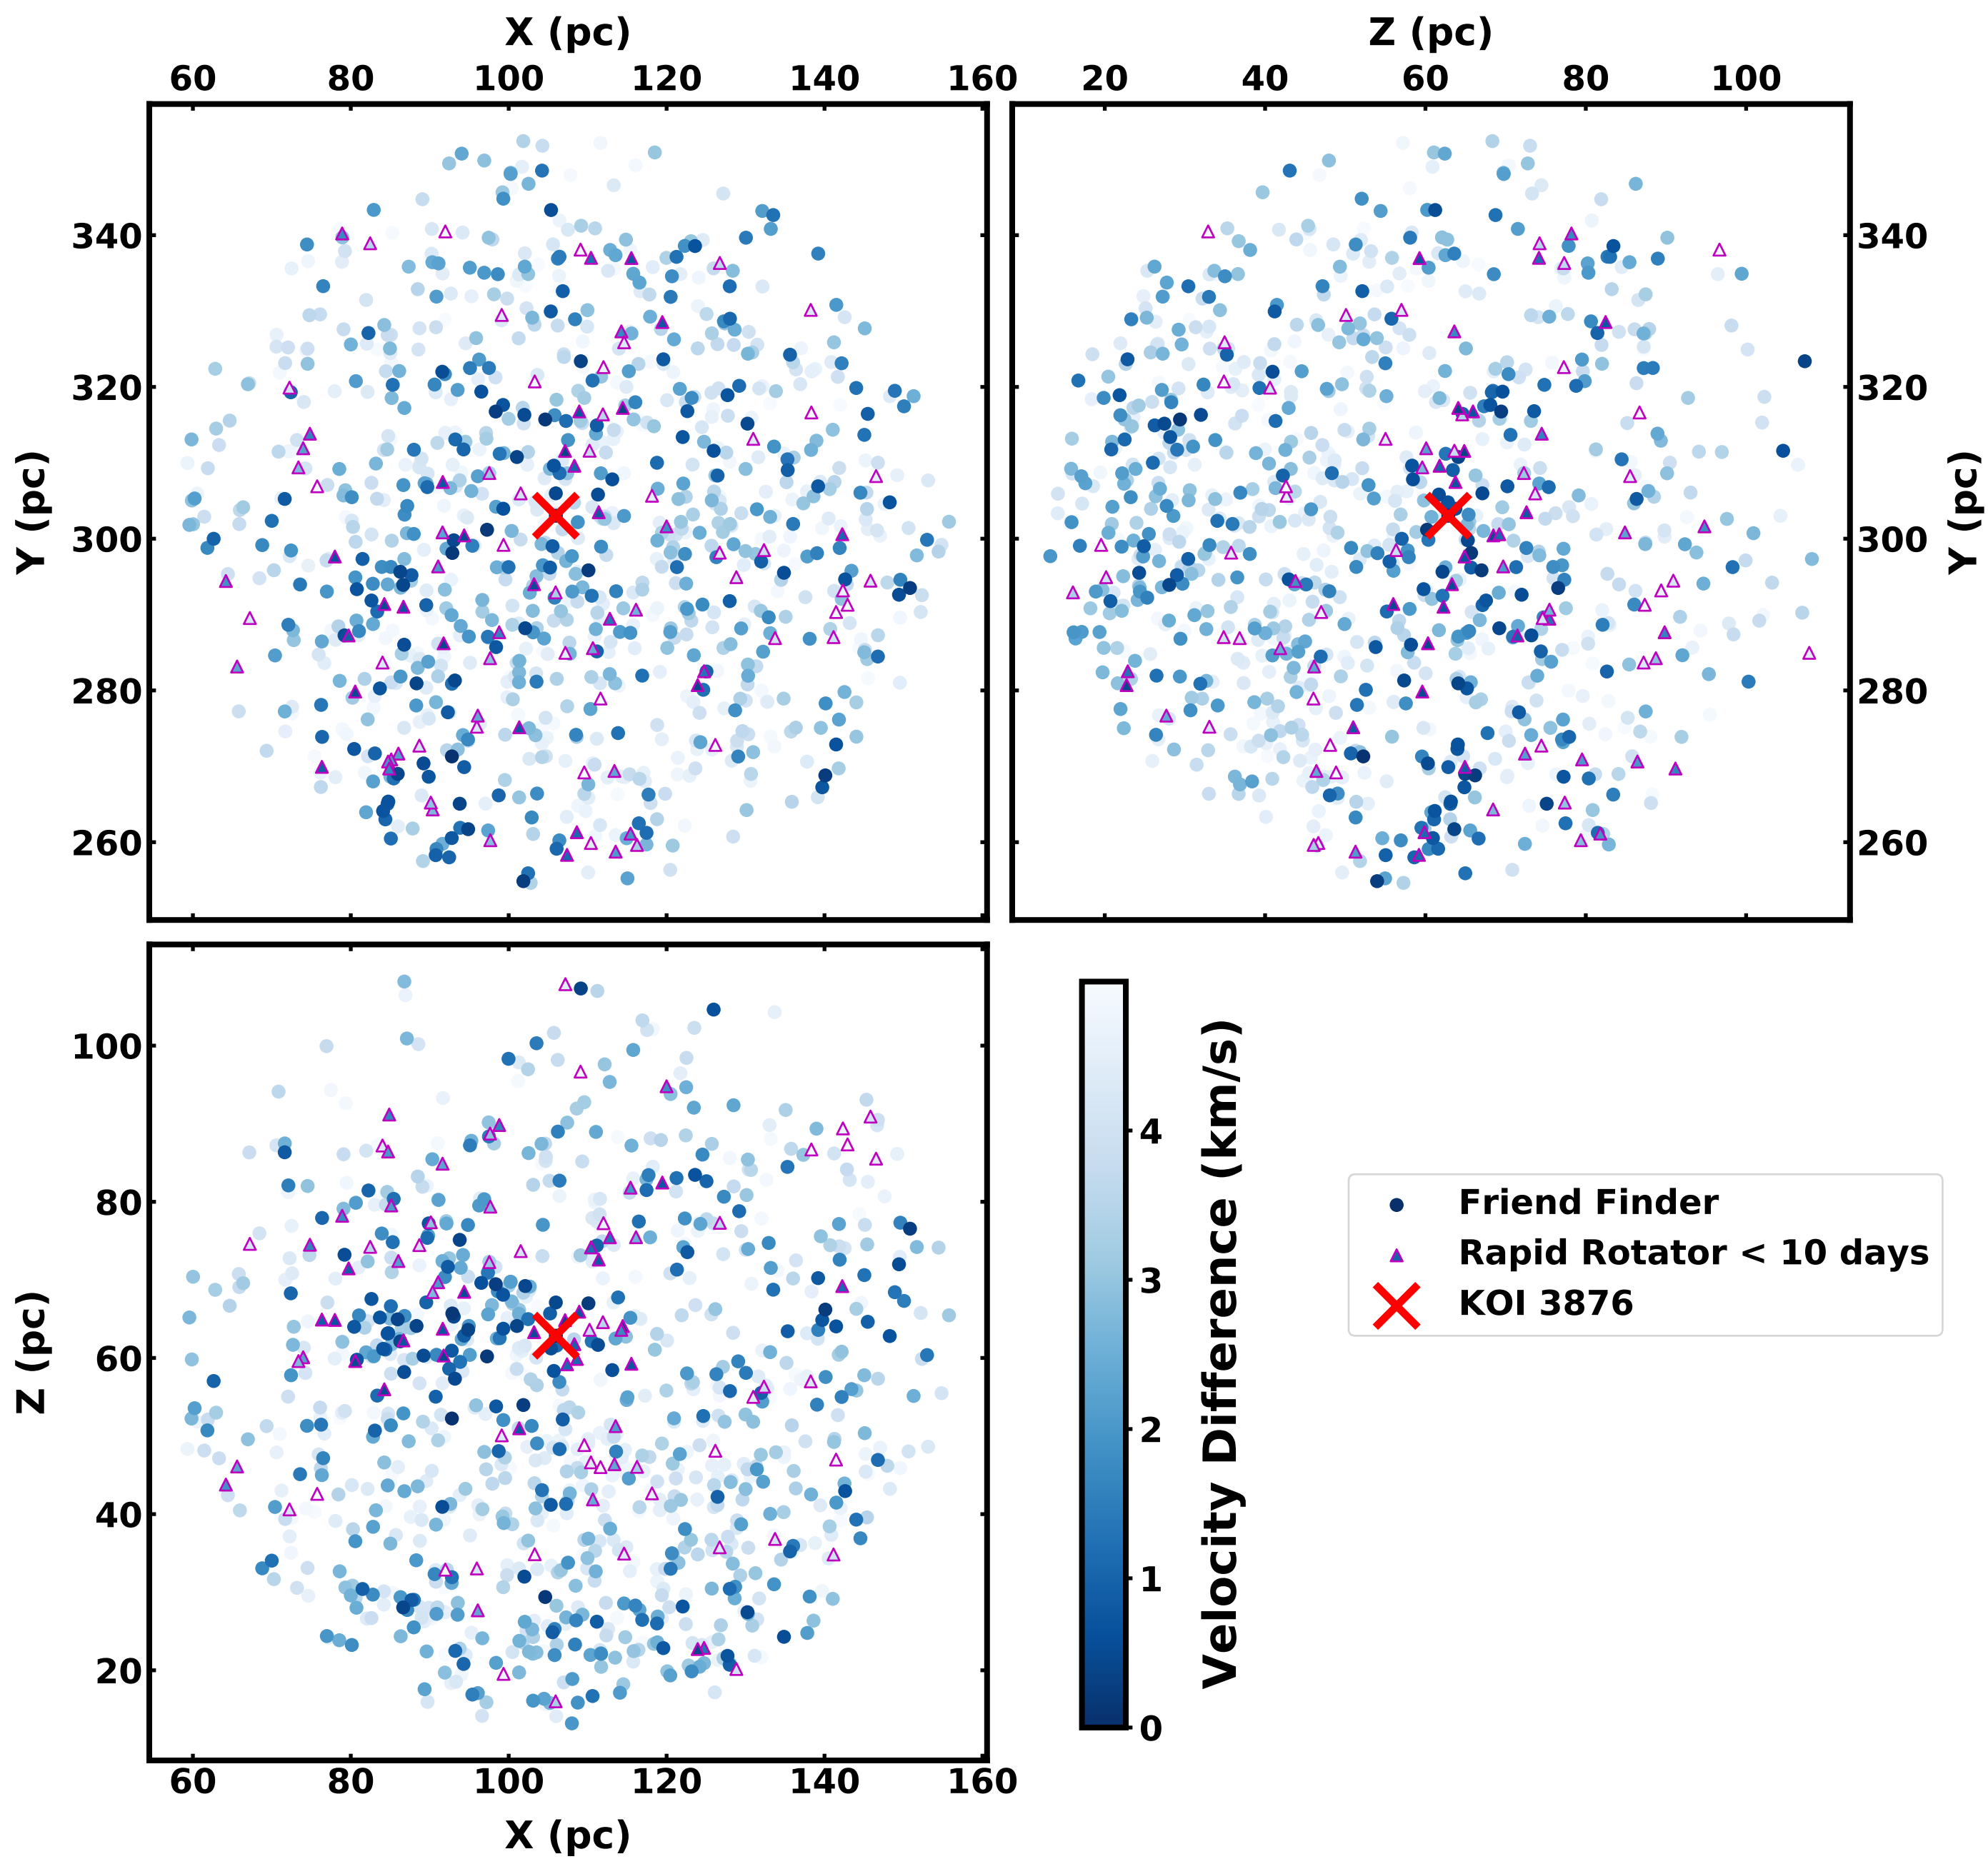 X (pc)
Z (pc)
60 80 100 120 140 160
20 40 60 80 100
340
320
300
280
260
Y (pc)
340
320
300
280
260
Y (pc)
100
80
60
40
20
Z (pc)
60 80 100 120 140 160
X (pc)
4
3
2
1
0
Velocity Difference (km/s)
Friend Finder
Rapid Rotator < 10 days
KOI 3876